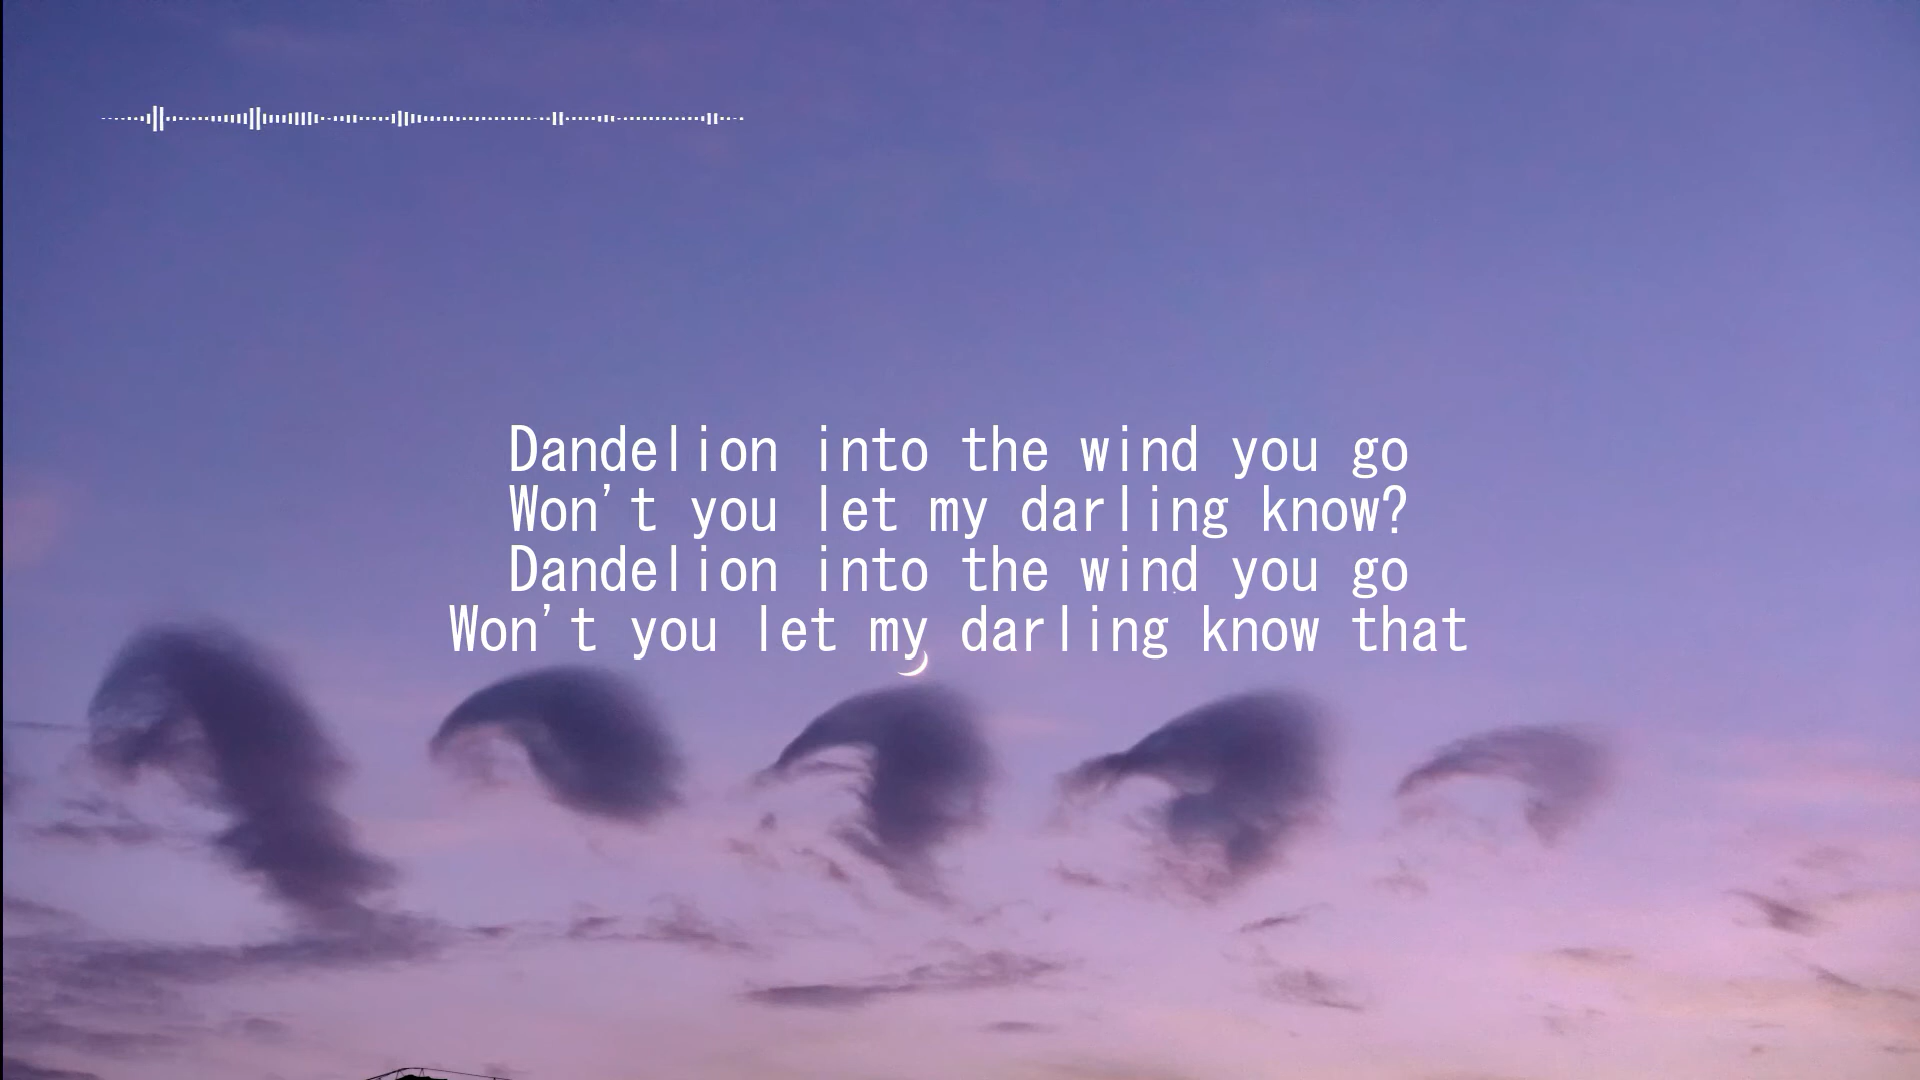 Dandelion into the wind you go
Won't you let my darling know?
Dandelion into the wind you go
Won't you let my darling know that